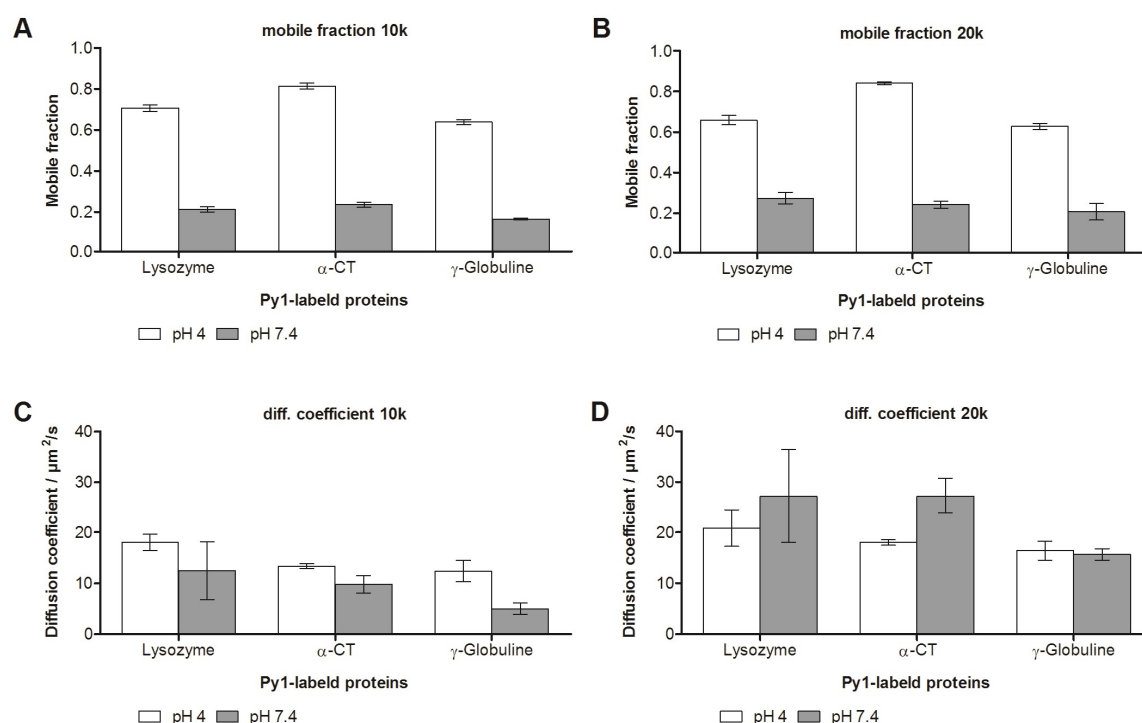 A
mobile fraction 10k
Mobile fraction
1.0
0.8
0.6
0.4
0.2
0.0
Lysozyme
α-CT
γ-Globuline
Py1-labeld proteins
pH 4
pH 7.4
B
mobile fraction 20k
Mobile fraction
1.0
0.8
0.6
0.4
0.2
0.0
Lysozyme
α-CT
γ-Globuline
Py1-labeld proteins
pH 4
pH 7.4
C
diff. coefficient 10k
Diffusion coefficient / µm²/s
40
30
20
10
0
Lysozyme
α-CT
γ-Globuline
Py1-labeld proteins
pH 4
pH 7.4
D
diff. coefficient 20k
Diffusion coefficient / µm²/s
40
30
20
10
0
Lysozyme
α-CT
γ-Globuline
Py1-labeld proteins
pH 4
pH 7.4